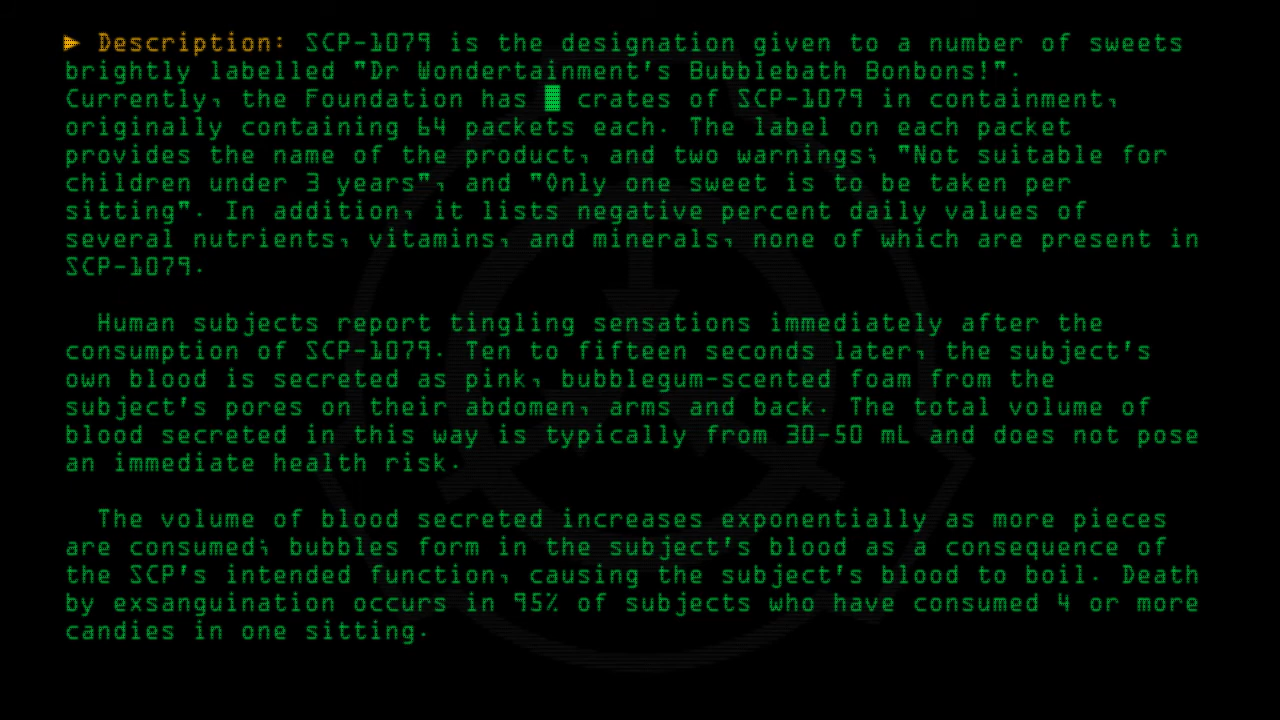 ► Description: SCP-1079 is the designation given to a number of sweets
brightly labelled "Dr Wondertainment's Bubblebath Bonbons!".
Currently, the Foundation has █ crates of SCP-1079 in containment,
originally containing 64 packets each. The label on each packet
provides the name of the product, and two warnings; "Not suitable for
children under 3 years", and "Only one sweet is to be taken per
sitting". In addition, it lists negative percent daily values of
several nutrients, vitamins, and minerals, none of which are present in
SCP-1079.
Human subjects report tingling sensations immediately after the
consumption of SCP-1079. Ten to fifteen seconds later, the subject's
own blood is secreted as pink, bubblegum-scented foam from the
subject's pores on their abdomen, arms and back. The total volume of
blood secreted in this way is typically from 30-50 mL and does not pose
an immediate health risk.
The volume of blood secreted increases exponentially as more pieces
are consumed; bubbles form in the subject's blood as a consequence of
the SCP's intended function, causing the subject's blood to boil. Death
by exsanguination occurs in 95% of subjects who have consumed 4 or more
candies in one sitting.